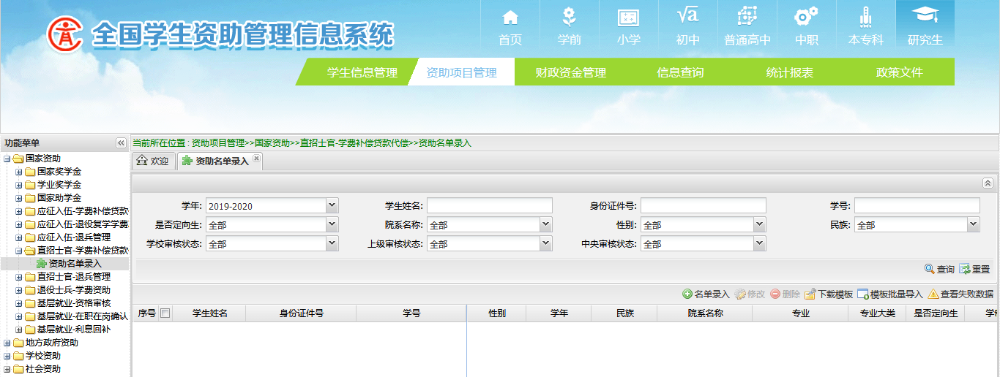 全国学生资助管理信息系统
首页 学前 小学 初中 普通高中 中职 本专科 研究生
学生信息管理 资助项目管理 财政资金管理 信息查询 统计报表 政策文件
功能菜单
国家资助
国家奖学金
学业奖学金
国家助学金
应征入伍-学费补偿贷款
应征入伍-退役复学学费
应征入伍-退兵管理
直招士官-学费补偿贷款
资助名单录入
直招士官-退兵管理
退役士兵-学费资助
基层就业-资格审核
基层就业-在职在岗确认
基层就业-利息回补
地方政府资助
学校资助
社会资助
当前所在位置 : 资助项目管理>>国家资助>>直招士官-学费补偿贷款代偿>>资助名单录入
欢迎 资助名单录入
学年: 2019-2020 学生姓名: 身份证件号: 学号:
是否定向生: 全部 院系名称: 全部 性别: 全部 民族: 全部
学校审核状态: 全部 上级审核状态: 全部 中央审核状态: 全部
查询 重置
名单录入 修改 删除 下载模板 模板批量导入 查看失败数据
序号 学生姓名 身份证件号 学号 性别 学年 民族 院系名称 专业 专业大类 是否定向生